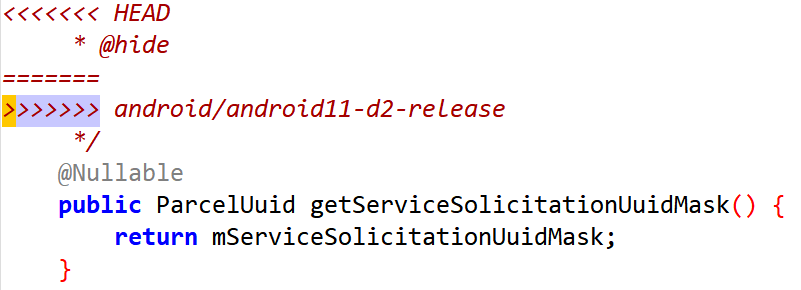 <<<<<<< HEAD
     * @hide
=======
>>>>>>> android/android11-d2-release
     */
    @Nullable
    public ParcelUuid getServiceSolicitationUuidMask() {
        return mServiceSolicitationUuidMask;
    }